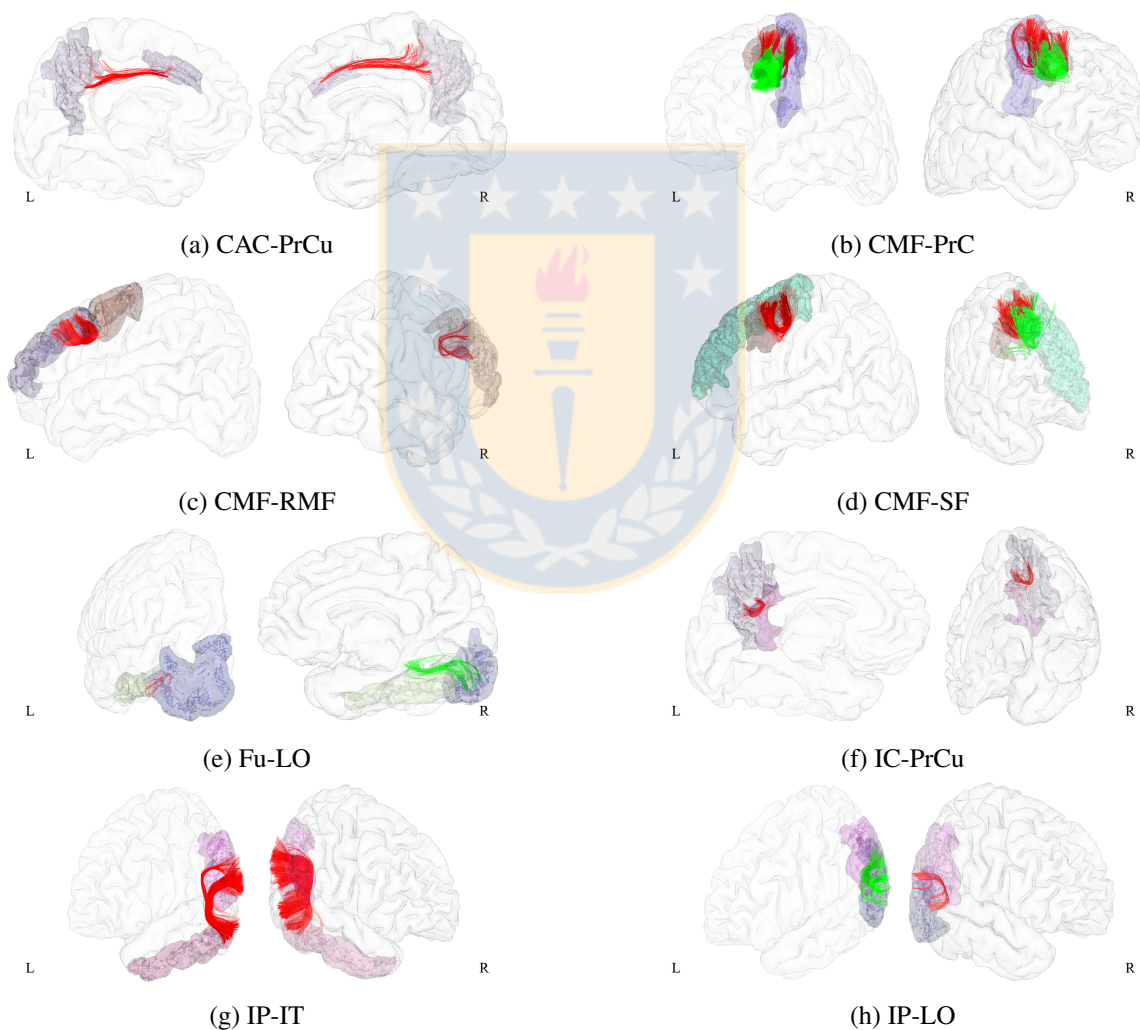 L R L R
(a) CAC-PrCu (b) CMF-PrC
L R L R
(c) CMF-RMF (d) CMF-SF
L R L R
(e) Fu-LO (f) IC-PrCu
L R L R
(g) IP-IT (h) IP-LO